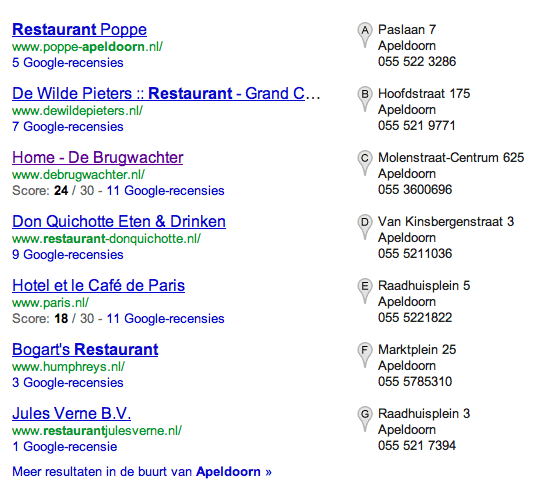 Restaurant Poppe
www.poppe-apeldoorn.nl/
5 Google-recensies
A Paslaan 7
Apeldoorn
055 522 3286
De Wilde Pieters :: Restaurant - Grand C...
www.dewildepieters.nl/
7 Google-recensies
B Hoofdstraat 175
Apeldoorn
055 521 9771
Home - De Brugwachter
www.debrugwachter.nl/
Score: 24 / 30 - 11 Google-recensies
C Molenstraat-Centrum 625
Apeldoorn
055 3600696
Don Quichotte Eten & Drinken
www.restaurant-donquichotte.nl/
9 Google-recensies
D Van Kinsbergenstraat 3
Apeldoorn
055 5211036
Hotel et le Café de Paris
www.paris.nl/
Score: 18 / 30 - 11 Google-recensies
E Raadhuisplein 5
Apeldoorn
055 5221822
Bogart's Restaurant
www.humphreys.nl/
3 Google-recensies
F Marktplein 25
Apeldoorn
055 5785310
Jules Verne B.V.
www.restaurantjulesverne.nl/
1 Google-recensie
G Raadhuisplein 3
Apeldoorn
055 521 7394
Meer resultaten in de buurt van Apeldoorn »